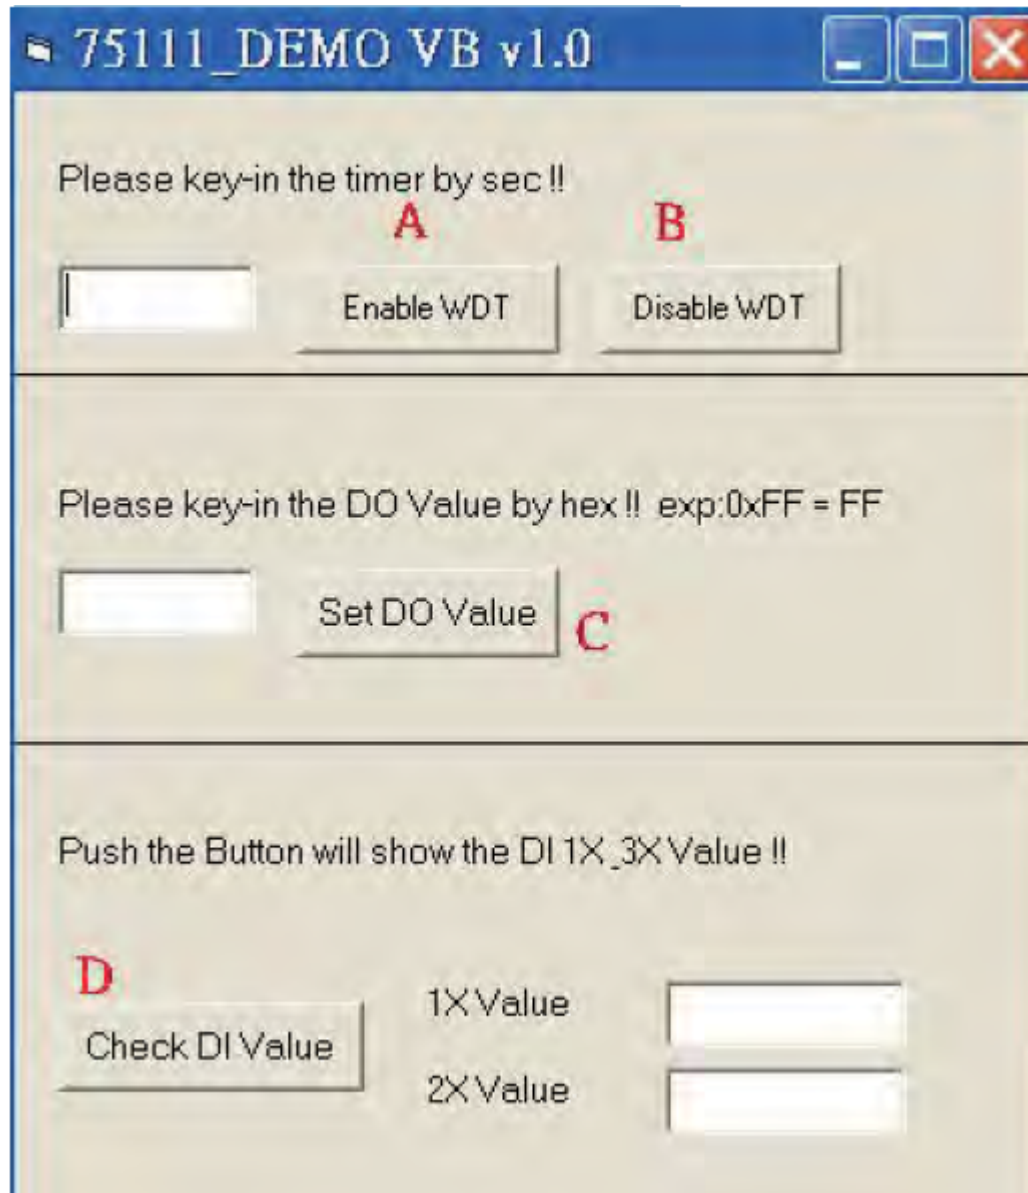 75111_DEMO VB v1.0
Please key-in the timer by sec !!
A
B
Enable WDT
Disable WDT
Please key-in the DO Value by hex !! exp:0xFF = FF
Set DO Value
C
Push the Button will show the DI 1X_3X Value !!
D
Check DI Value
1X Value
2X Value